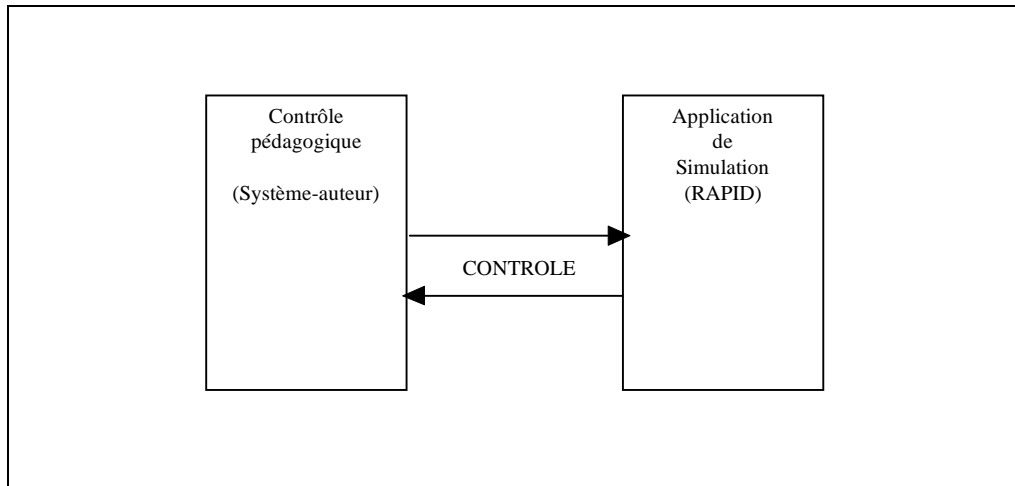 Contrôle
pédagogique
(Système-auteur)
Application
de
Simulation
(RAPID)
CONTROLE